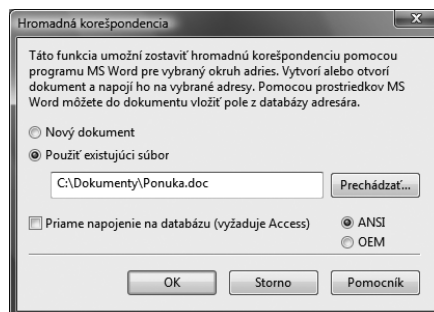 Hromadná korešpondencia
x
Táto funkcia umožní zostaviť hromadnú korešpondenciu pomocou
programu MS Word pre vybraný okruh adries. Vytvorí alebo otvorí
dokument a napojí ho na vybrané adresy. Pomocou prostriedkov MS
Word môžete do dokumentu vložiť pole z databázy adresára.
Nový dokument
Použiť existujúci súbor
C:\Dokumenty\Ponuka.doc Prechádzať...
Priame napojenie na databázu (vyžaduje Access) ANSI
OEM
OK Storno Pomocník